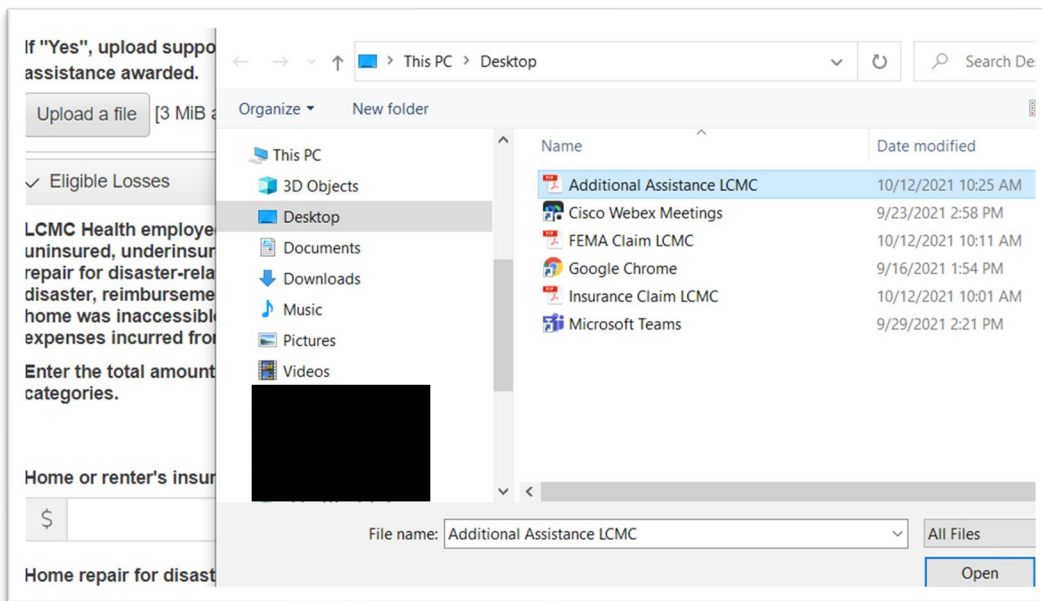 If "Yes", upload suppo
assistance awarded.
Upload a file [3 MiB a
Eligible Losses
LCMC Health employe
uninsured, underinsur
repair for disaster-rela
disaster, reimburseme
home was inaccessible
expenses incurred from
Enter the total amount
categories.
Home or renter's insur
$
Home repair for disast
This PC > Desktop
Search De
Organize New folder
This PC
3D Objects
Desktop
Documents
Downloads
Music
Pictures
Videos
Name Date modified
Additional Assistance LCMC 10/12/2021 10:25 AM
Cisco Webex Meetings 9/23/2021 2:58 PM
FEMA Claim LCMC 10/12/2021 10:11 AM
Google Chrome 9/16/2021 1:54 PM
Insurance Claim LCMC 10/12/2021 10:01 AM
Microsoft Teams 9/29/2021 2:21 PM
File name: Additional Assistance LCMC All Files
Open